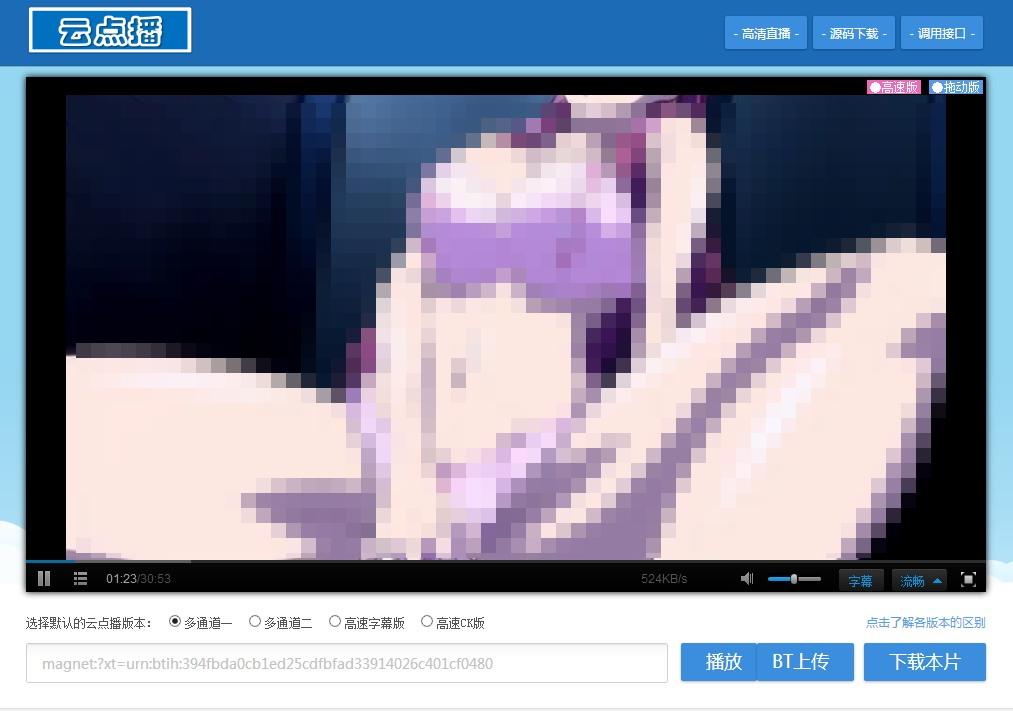 云点播
- 高清直播 -
- 源码下载 -
- 调用接口 -
高速版
拖动版
01:23/30:53
524KB/s
字幕
流畅
选择默认的云点播版本：
多通道一
多通道二
高速字幕版
高速CK版
点击了解各版本的区别
magnet:?xt=urn:btih:394fbda0cb1ed25cdfbfad33914026c401cf0480
播放
BT上传
下载本片